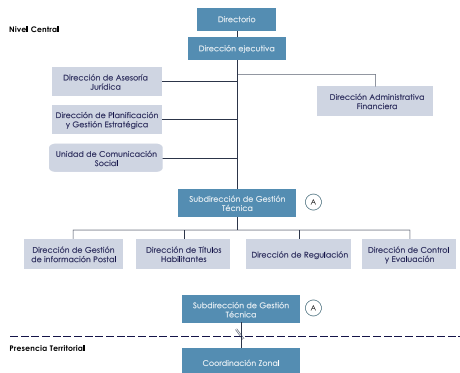 Directorio
Nivel Central
Dirección ejecutiva
Dirección de Asesoría
Jurídica
Dirección Administrativa
Financiera
Dirección de Planificación
y Gestión Estratégica
Unidad de Comunicación
Social
Subdirección de Gestión
Técnica
A
Dirección de Gestión
de información Postal
Dirección de Títulos
Habilitantes
Dirección de Regulación
Dirección de Control
y Evaluación
Subdirección de Gestión
Técnica
A
Presencia Territorial
Coordinación Zonal